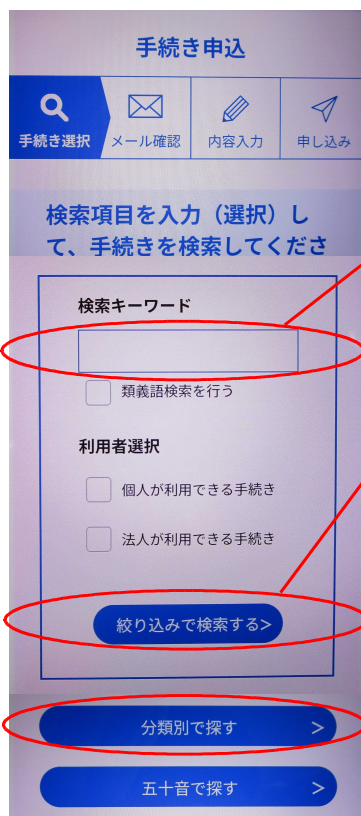 手続き申込
手続き選択
メール確認
内容入力
申し込み
検索項目を入力（選択）し
て、手続きを検索してくださ
検索キーワード
類義語検索を行う
利用者選択
個人が利用できる手続き
法人が利用できる手続き
絞り込みで検索する>
分類別で探す >
五十音で探す >